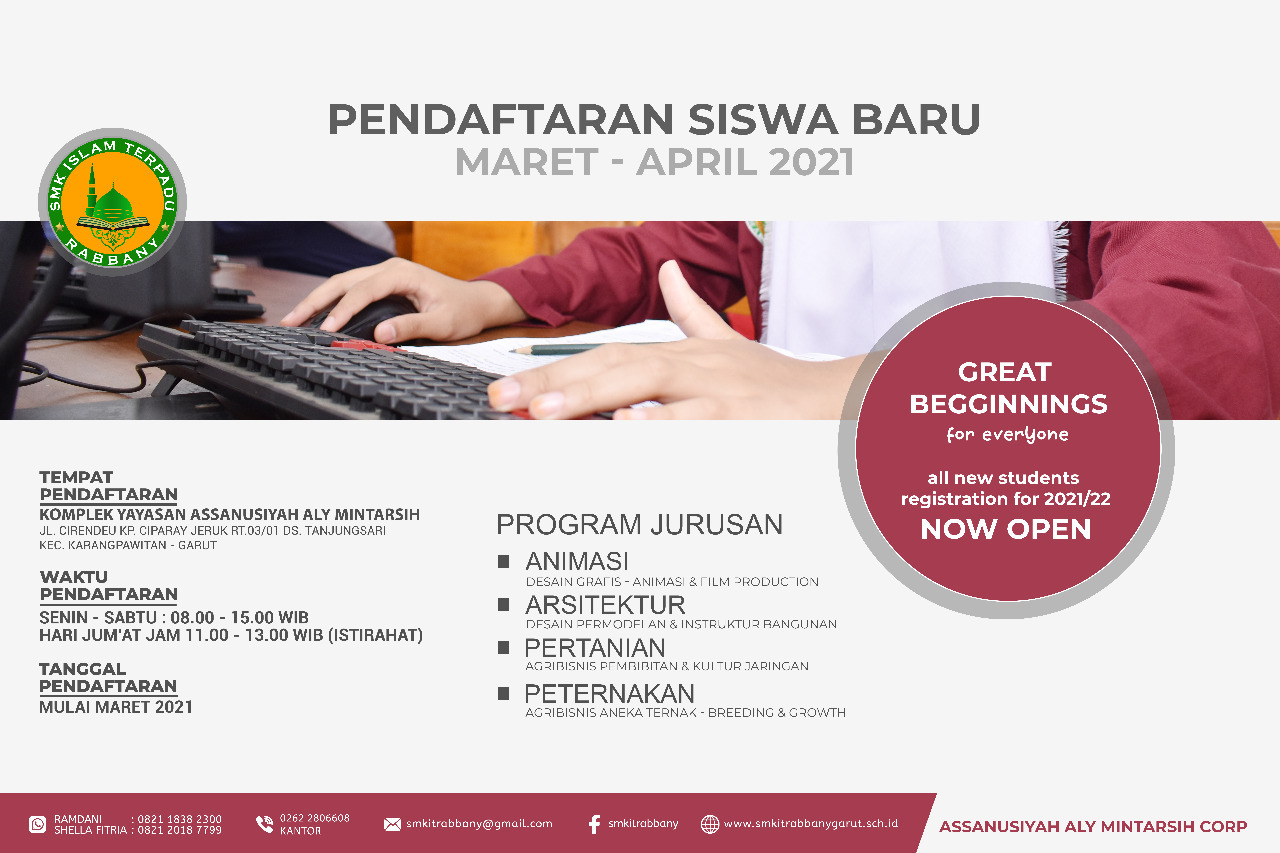 PENDAFTARAN SISWA BARU
MARET - APRIL 2021
SMK ISLAM TERPADU
RABBANY
GREAT
BEGGINNINGS
for everyone
all new students
registration for 2021/22
NOW OPEN
TEMPAT
PENDAFTARAN
KOMPLEK YAYASAN ASSANUSIYAH ALY MINTARSIH
JL. CIRENDEU KP. CIPARAY JERUK RT.03/01 DS. TANJUNGSARI
KEC. KARANGPAWITAN - GARUT
WAKTU
PENDAFTARAN
SENIN - SABTU : 08.00 - 15.00 WIB
HARI JUM'AT JAM 11.00 - 13.00 WIB (ISTIRAHAT)
TANGGAL
PENDAFTARAN
MULAI MARET 2021
PROGRAM JURUSAN
■ ANIMASI
DESAIN GRAFIS - ANIMASI & FILM PRODUCTION
■ ARSITEKTUR
DESAIN PERMODELAN & INSTRUKTUR BANGUNAN
■ PERTANIAN
AGRIBISNIS PEMBIBITAN & KULTUR JARINGAN
■ PETERNAKAN
AGRIBISNIS ANEKA TERNAK - BREEDING & GROWTH
RAMDANI : 0821 1838 2300
SHELLA FITRIA : 0821 2018 7799
0262 2806608
KANTOR
smkitrabbany@gmail.com
smkitrabbany
www.smkitrabbanygarut.sch.id
ASSANUSIYAH ALY MINTARSIH CORP